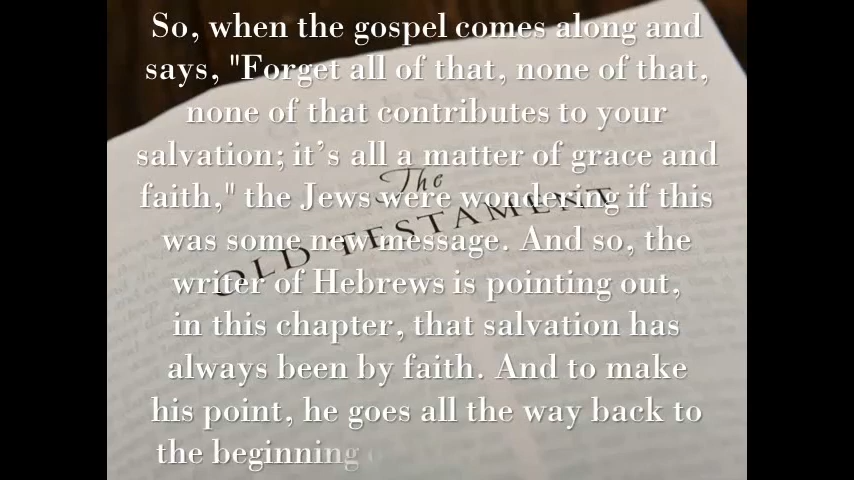 So, when the gospel comes along and
says, "Forget all of that, none of that,
none of that contributes to your
salvation; it's all a matter of grace and
faith," the Jews were wondering if this
was some new message. And so, the
writer of Hebrews is pointing out,
in this chapter, that salvation has
always been by faith. And to make
his point, he goes all the way back to
the beginning
The
OLD TESTAMENT